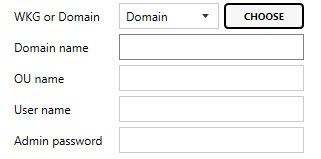 WKG or Domain Domain CHOOSE
Domain name
OU name
User name
Admin password